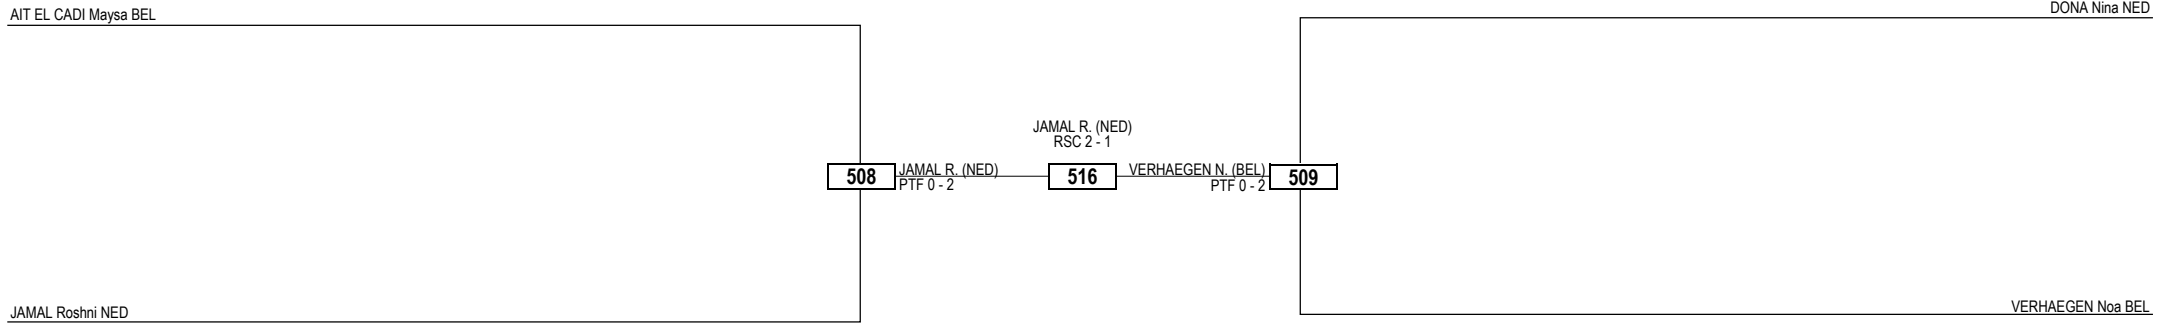 AIT EL CADI Maysa BEL
DONA Nina NED
JAMAL R. (NED)
RSC 2 - 1
508
JAMAL R. (NED)
PTF 0 - 2
516
VERHAEGEN N. (BEL)
PTF 0 - 2
509
JAMAL Roshni NED
VERHAEGEN Noa BEL